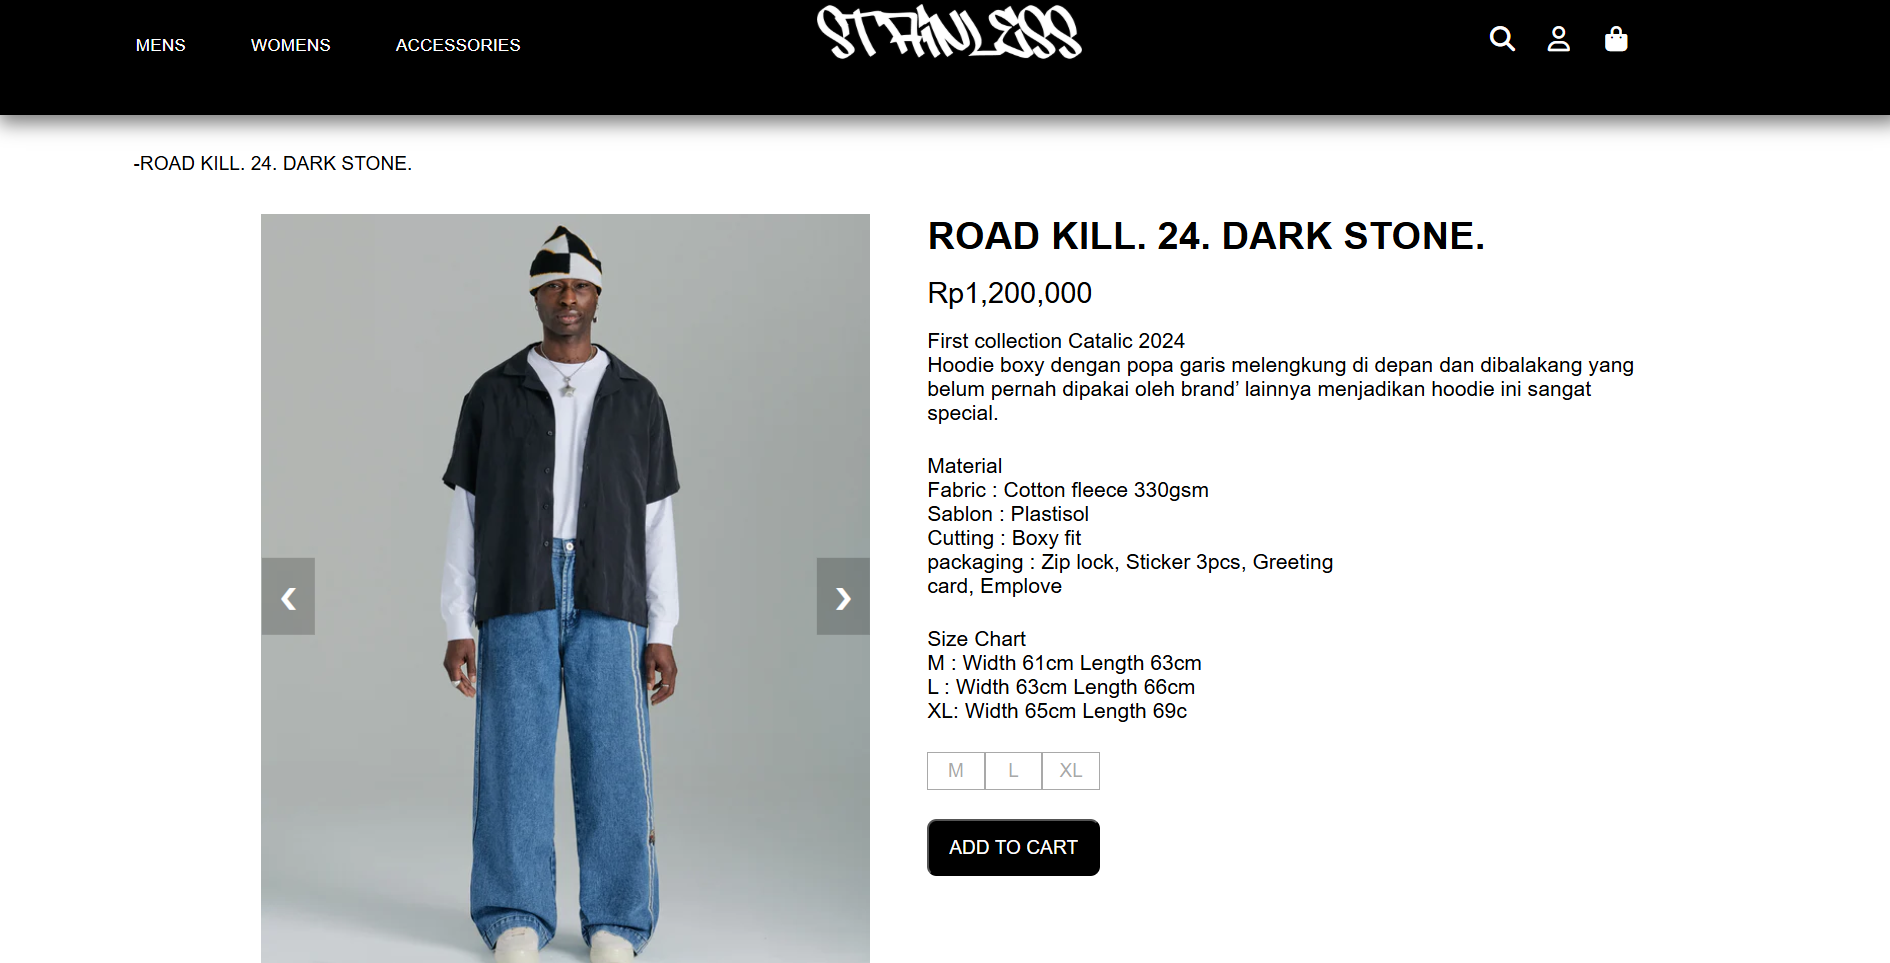 MENS
WOMENS
ACCESSORIES
STAINLESS
-ROAD KILL. 24. DARK STONE.
ROAD KILL. 24. DARK STONE.
Rp1,200,000
First collection Catalic 2024
Hoodie boxy dengan popa garis melengkung di depan dan dibalakang yang
belum pernah dipakai oleh brand’ lainnya menjadikan hoodie ini sangat
special.
Material
Fabric : Cotton fleece 330gsm
Sablon : Plastisol
Cutting : Boxy fit
packaging : Zip lock, Sticker 3pcs, Greeting
card, Emplove
Size Chart
M : Width 61cm Length 63cm
L : Width 63cm Length 66cm
XL: Width 65cm Length 69c
M
L
XL
ADD TO CART